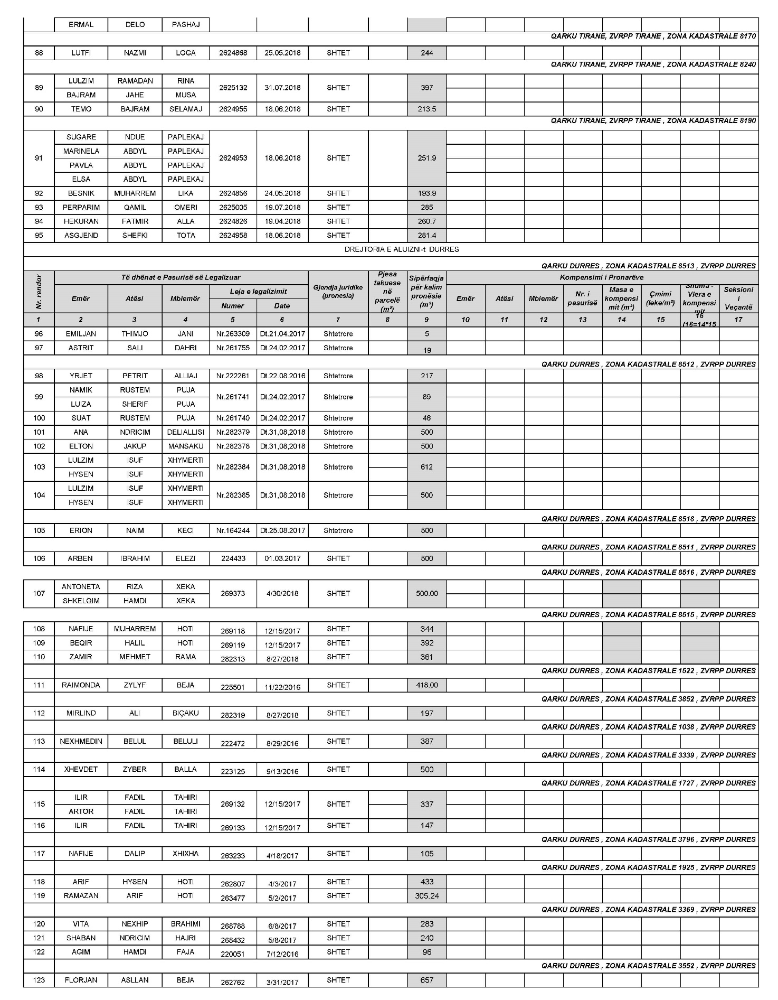 ERMAL DELO PASHAJ
QARKU TIRANE, ZVRPP TIRANE , ZONA KADASTRALE 8170
88 LUTFI NAZMI LOGA 2624868 25.05.2018 SHTET 244
QARKU TIRANE, ZVRPP TIRANE , ZONA KADASTRALE 8240
89 LULZIM RAMADAN RINA 2625132 31.07.2018 SHTET 397
BAJRAM JAHE MUSA
90 TEMO BAJRAM SELAMAJ 2624955 18.06.2018 SHTET 213.5
QARKU TIRANE, ZVRPP TIRANE , ZONA KADASTRALE 8190
91 SUGARE NDUE PAPLEKAJ 2624953 18.06.2018 SHTET 251.9
MARINELA ABDYL PAPLEKAJ
PAVLA ABDYL PAPLEKAJ
ELSA ABDYL PAPLEKAJ
92 BESNIK MUHARREM LIKA 2624856 24.05.2018 SHTET 193.9
93 PERPARIM QAMIL OMERI 2625005 19.07.2018 SHTET 285
94 HEKURAN FATMIR ALLA 2624826 19.04.2018 SHTET 260.7
95 ASGJEND SHEFKI TOTA 2624958 18.06.2018 SHTET 281.4
DREJTORIA E ALUIZNI-t DURRES
QARKU DURRES , ZONA KADASTRALE 8513 , ZVRPP DURRES
Nr. rendor
Të dhënat e Pasurisë së Legalizuar
Emër Atësi Mbiemër
Leja e legalizimit
Numer Date
Gjendja juridike
(pronesia)
Pjesa
takuese
në
parcelë
(m²)
Sipërfaqja
për kalim
pronësie
(m²)
Kompensimi i Pronarëve
Emër Atësi Mbiemër
Nr. i
pasurisë
Masa e
kompensi
mit (m²)
Çmimi
(leke/m²)
Shuma -
Vlera e
kompensi
mit
Seksioni
i
Veçantë
1 2 3 4 5 6 7 8 9 10 11 12 13 14 15 16 17
(16=14*15
96 EMILJAN THIMJO JANI Nr.263309 Dt.21.04.2017 Shtetrore 5
97 ASTRIT SALI DAHRI Nr.261755 Dt.24.02.2017 Shtetrore 19
QARKU DURRES , ZONA KADASTRALE 8512 , ZVRPP DURRES
98 YRJET PETRIT ALLIAJ Nr.222261 Dt.22.08.2016 Shtetrore 217
99 NAMIK RUSTEM PUJA Nr.261741 Dt.24.02.2017 Shtetrore 89
LUIZA SHERIF PUJA
100 SUAT RUSTEM PUJA Nr.261740 Dt.24.02.2017 Shtetrore 46
101 ANA NDRICIM DELIALLISI Nr.282379 Dt.31,08,2018 Shtetrore 500
102 ELTON JAKUP MANSAKU Nr.282378 Dt.31,08,2018 Shtetrore 500
103 LULZIM ISUF XHYMERTI Nr.282384 Dt.31,08.2018 Shtetrore 612
HYSEN ISUF XHYMERTI
104 LULZIM ISUF XHYMERTI Nr.282385 Dt.31,08.2018 Shtetrore 500
HYSEN ISUF XHYMERTI
QARKU DURRES , ZONA KADASTRALE 8518 , ZVRPP DURRES
105 ERION NAIM KECI Nr.164244 Dt.25.08.2017 Shtetrore 500
QARKU DURRES , ZONA KADASTRALE 8511 , ZVRPP DURRES
106 ARBEN IBRAHIM ELEZI 224433 01.03.2017 SHTET 500
QARKU DURRES , ZONA KADASTRALE 8516 , ZVRPP DURRES
107 ANTONETA RIZA XEKA 269373 4/30/2018 SHTET 500.00
SHKELQIM HAMDI XEKA
QARKU DURRES , ZONA KADASTRALE 8515 , ZVRPP DURRES
108 NAFIJE MUHARREM HOTI 269118 12/15/2017 SHTET 344
109 BEQIR HALIL HOTI 269119 12/15/2017 SHTET 392
110 ZAMIR MEHMET RAMA 282313 8/27/2018 SHTET 361
QARKU DURRES , ZONA KADASTRALE 1522 , ZVRPP DURRES
111 RAIMONDA ZYLYF BEJA 225501 11/22/2016 SHTET 418.00
QARKU DURRES , ZONA KADASTRALE 3852 , ZVRPP DURRES
112 MIRLIND ALI BIÇAKU 282319 8/27/2018 SHTET 197
QARKU DURRES , ZONA KADASTRALE 1038 , ZVRPP DURRES
113 NEXHMEDIN BELUL BELULI 222472 8/29/2016 SHTET 387
QARKU DURRES , ZONA KADASTRALE 3339 , ZVRPP DURRES
114 XHEVDET ZYBER BALLA 223125 9/13/2016 SHTET 500
QARKU DURRES , ZONA KADASTRALE 1727 , ZVRPP DURRES
115 ILIR FADIL TAHIRI 269132 12/15/2017 SHTET 337
ARTOR FADIL TAHIRI
116 ILIR FADIL TAHIRI 269133 12/15/2017 SHTET 147
QARKU DURRES , ZONA KADASTRALE 3796 , ZVRPP DURRES
117 NAFIJE DALIP XHIXHA 263233 4/18/2017 SHTET 105
QARKU DURRES , ZONA KADASTRALE 1925 , ZVRPP DURRES
118 ARIF HYSEN HOTI 262807 4/3/2017 SHTET 433
119 RAMAZAN ARIF HOTI 263477 5/2/2017 SHTET 305.24
QARKU DURRES , ZONA KADASTRALE 3369 , ZVRPP DURRES
120 VITA NEXHIP BRAHIMI 268788 6/8/2017 SHTET 283
121 SHABAN NDRICIM HAJRI 268432 5/8/2017 SHTET 240
122 AGIM HAMDI FAJA 220051 7/12/2016 SHTET 96
QARKU DURRES , ZONA KADASTRALE 3552 , ZVRPP DURRES
123 FLORJAN ASLLAN BEJA 262762 3/31/2017 SHTET 657